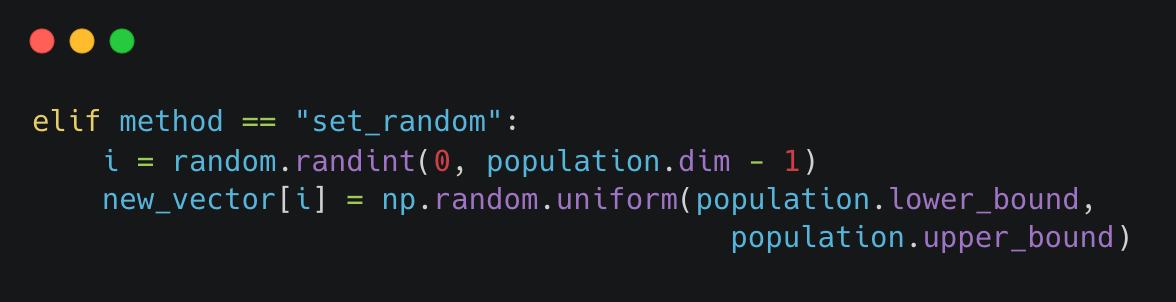 elif method == "set_random":
    i = random.randint(0, population.dim - 1)
    new_vector[i] = np.random.uniform(population.lower_bound,
                                        population.upper_bound)